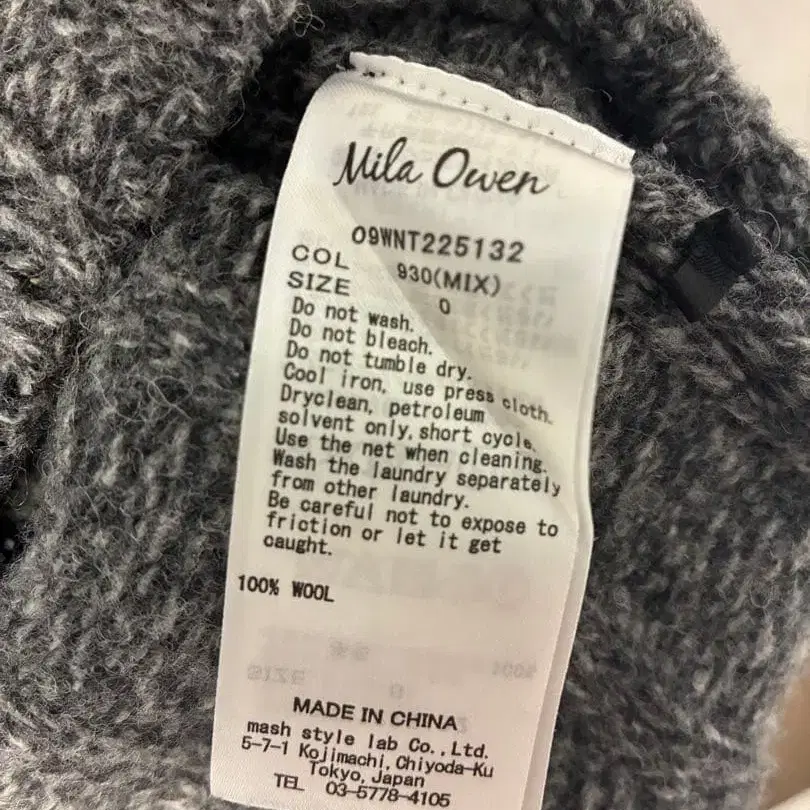 Mila Owen
09WNT225132
COL 930(MIX)
SIZE 0
Do not wash.
Do not bleach.
Do not tumble dry.
Cool iron, use press cloth.
Dryclean, petroleum
solvent only, short cycle.
Use the net when cleaning.
Wash the laundry separately
from other laundry.
Be careful not to expose to
friction or let it get
caught.
100% WOOL
MADE IN CHINA
mash style lab Co.,Ltd.
5-7-1 Kojimachi,Chiyoda-Ku
Tokyo,Japan
TEL 03-5778-4105